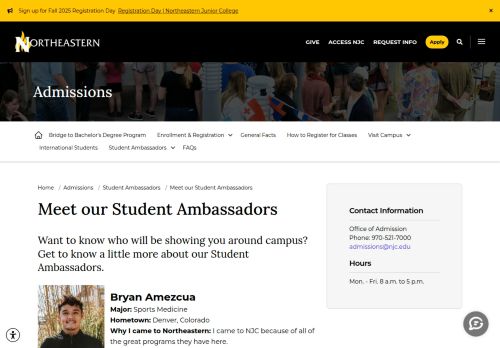 Sign up for Fall 2025 Registration Day Registration Day | Northeastern Junior College
×
NORTHEASTERN
GIVE ACCESS NJC REQUEST INFO Apply
Admissions
Bridge to Bachelor's Degree Program Enrollment & Registration General Facts How to Register for Classes Visit Campus
International Students Student Ambassadors FAQs
Home / Admissions / Student Ambassadors / Meet our Student Ambassadors
Meet our Student Ambassadors
Want to know who will be showing you around campus?
Get to know a little more about our Student
Ambassadors.
Bryan Amezcua
Major: Sports Medicine
Hometown: Denver, Colorado
Why I came to Northeastern: I came to NJC because of all of
the great programs they have here.
Contact Information
Office of Admission
Phone: 970-521-7000
admissions@njc.edu
Hours
Mon. - Fri. 8 a.m. to 5 p.m.